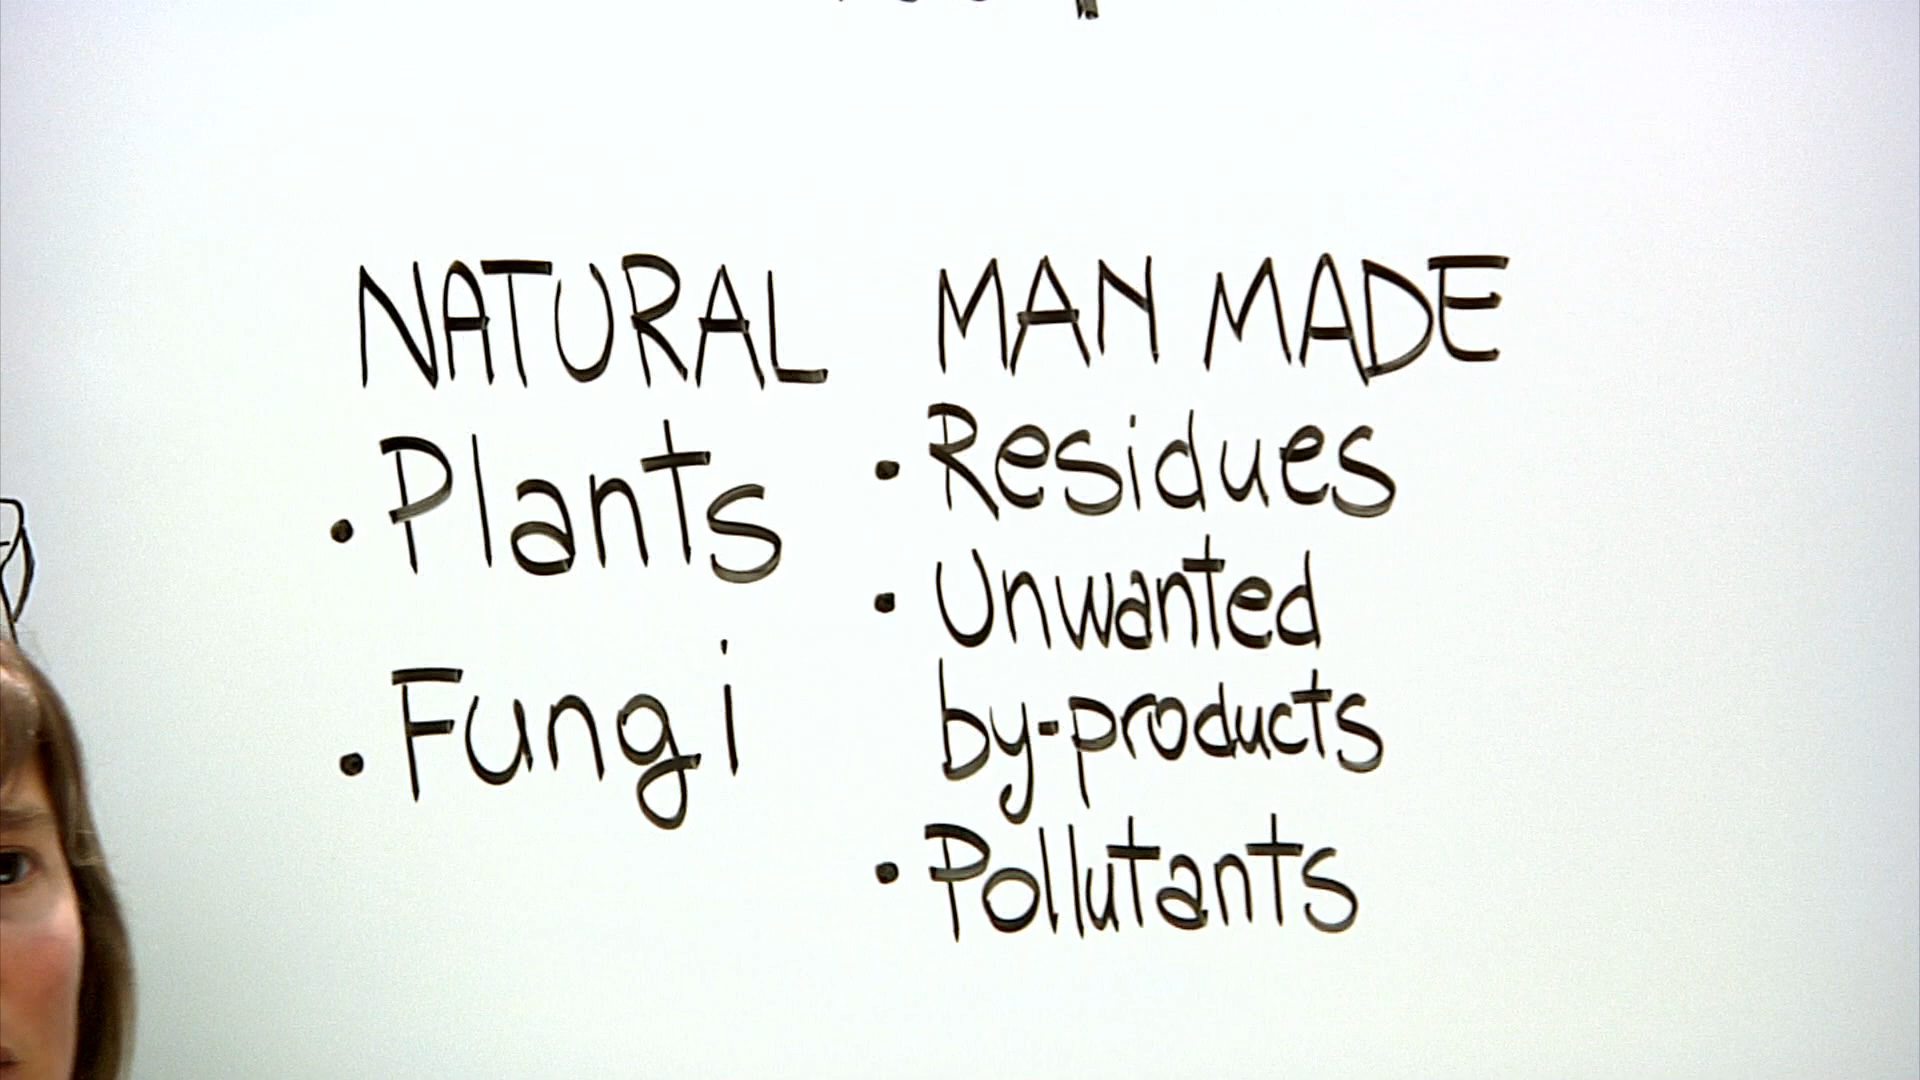 NATURAL
• Plants
• Fungi
MAN MADE
• Residues
• Unwanted
by-products
• Pollutants